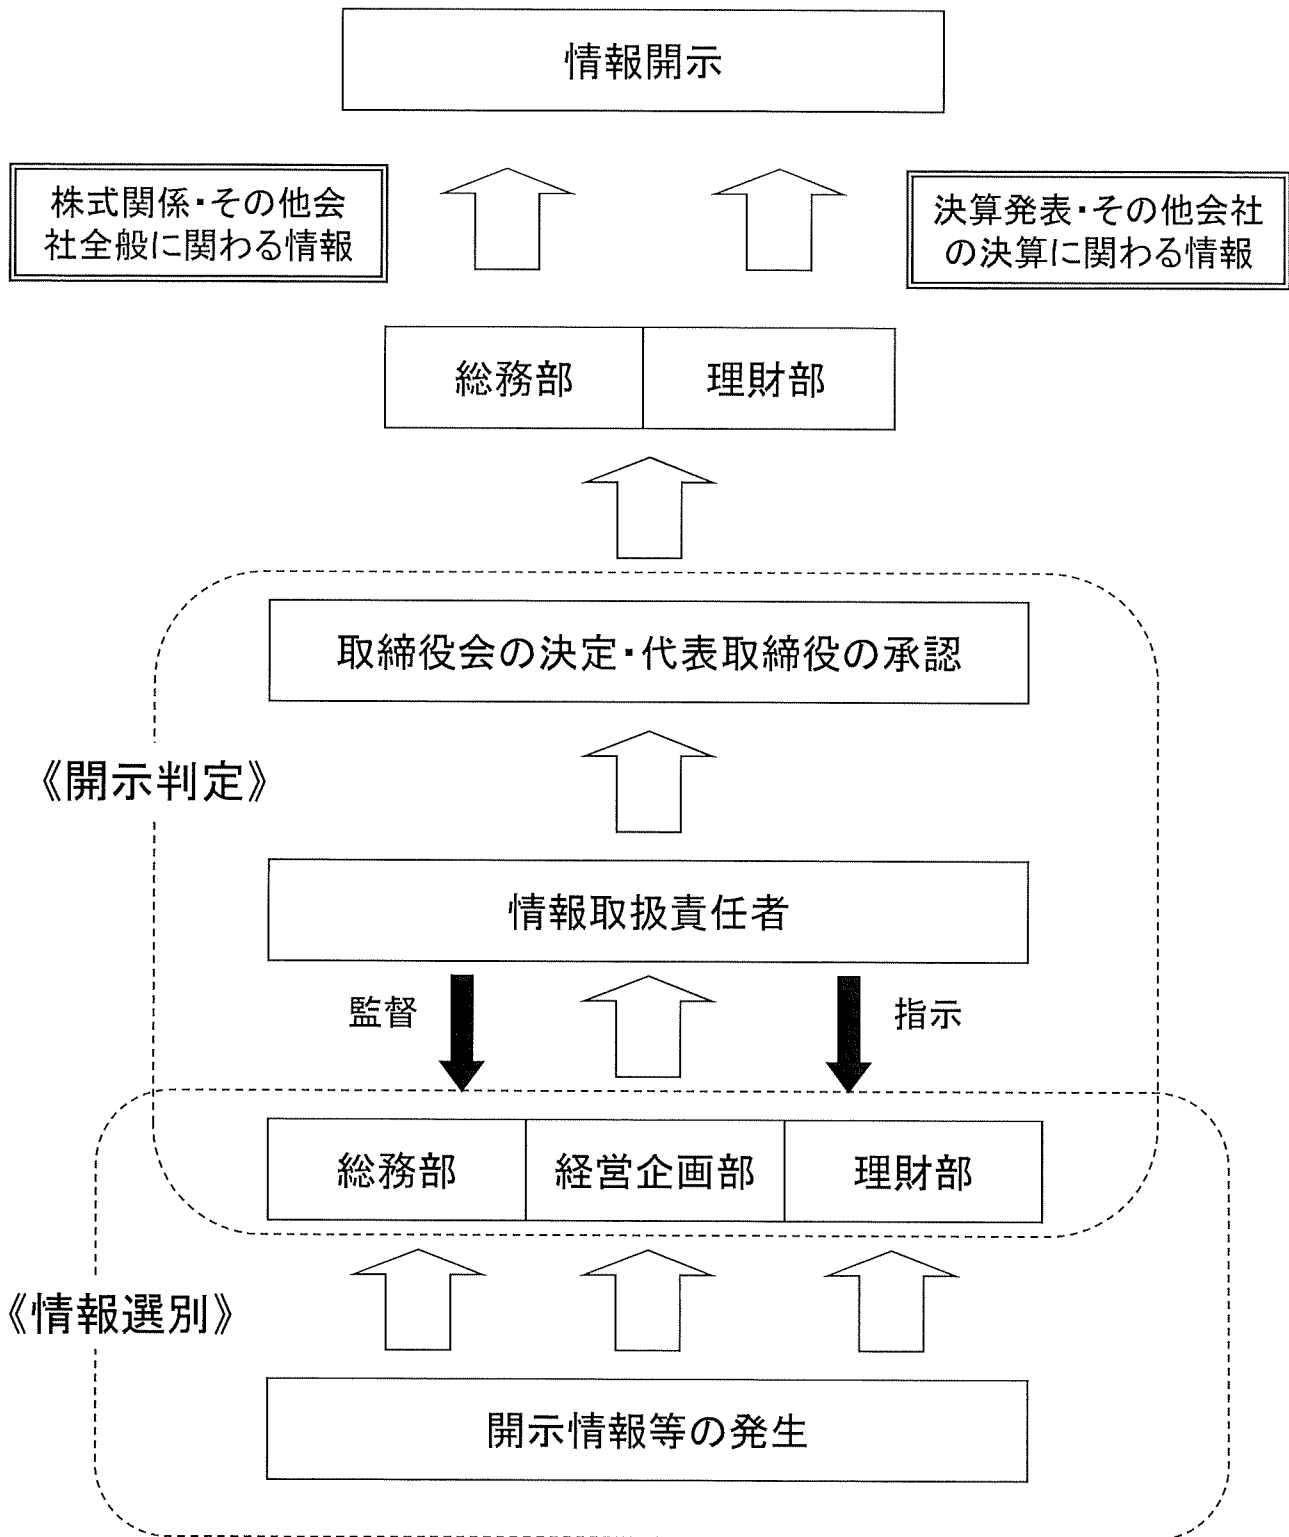 情報開示
株式関係・その他会
社全般に関わる情報
決算発表・その他会社
の決算に関わる情報
総務部
理財部
取締役会の決定・代表取締役の承認
《開示判定》
情報取扱責任者
監督
指示
総務部
経営企画部
理財部
《情報選別》
開示情報等の発生